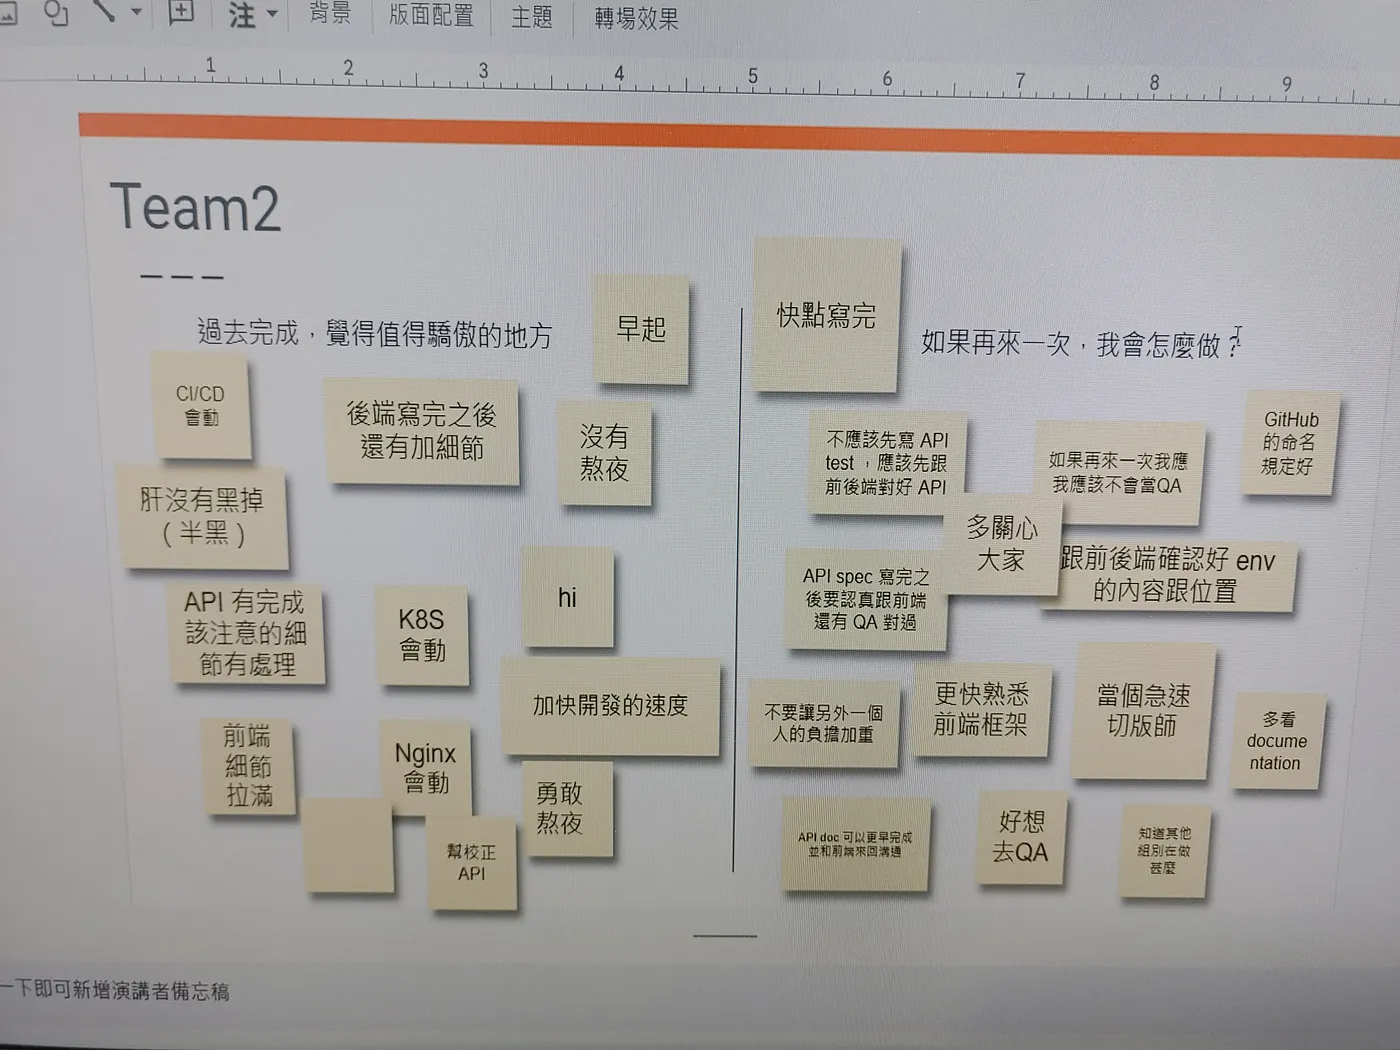 背景
版面配置
主題
轉場效果
1 2 3 4 5 6 7 8 9
Team2
過去完成，覺得值得驕傲的地方
早起
CI/CD
會動
後端寫完之後
還有加細節
沒有
熬夜
肝沒有黑掉
（半黑）
API 有完成
該注意的細
節有處理
K8S
會動
hi
加快開發的速度
前端
細節
拉滿
Nginx
會動
勇敢
熬夜
幫校正
API
快點寫完
如果再來一次，我會怎麼做？
不應該先寫 API
test ，應該先跟
前後端對好 API
如果再來一次我應
我應該不會當QA
GitHub
的命名
規定好
多關心
大家
跟前後端確認好 env
的內容跟位置
API spec 寫完之
後要認真跟前端
還有 QA 對過
不要讓另外一個
人的負擔加重
更快熟悉
前端框架
當個急速
切版師
多看
docume
ntation
API doc 可以更早完成
並和前端來回溝通
好想
去QA
知道其他
組別在做
甚麼
一下即可新增演講者備忘稿